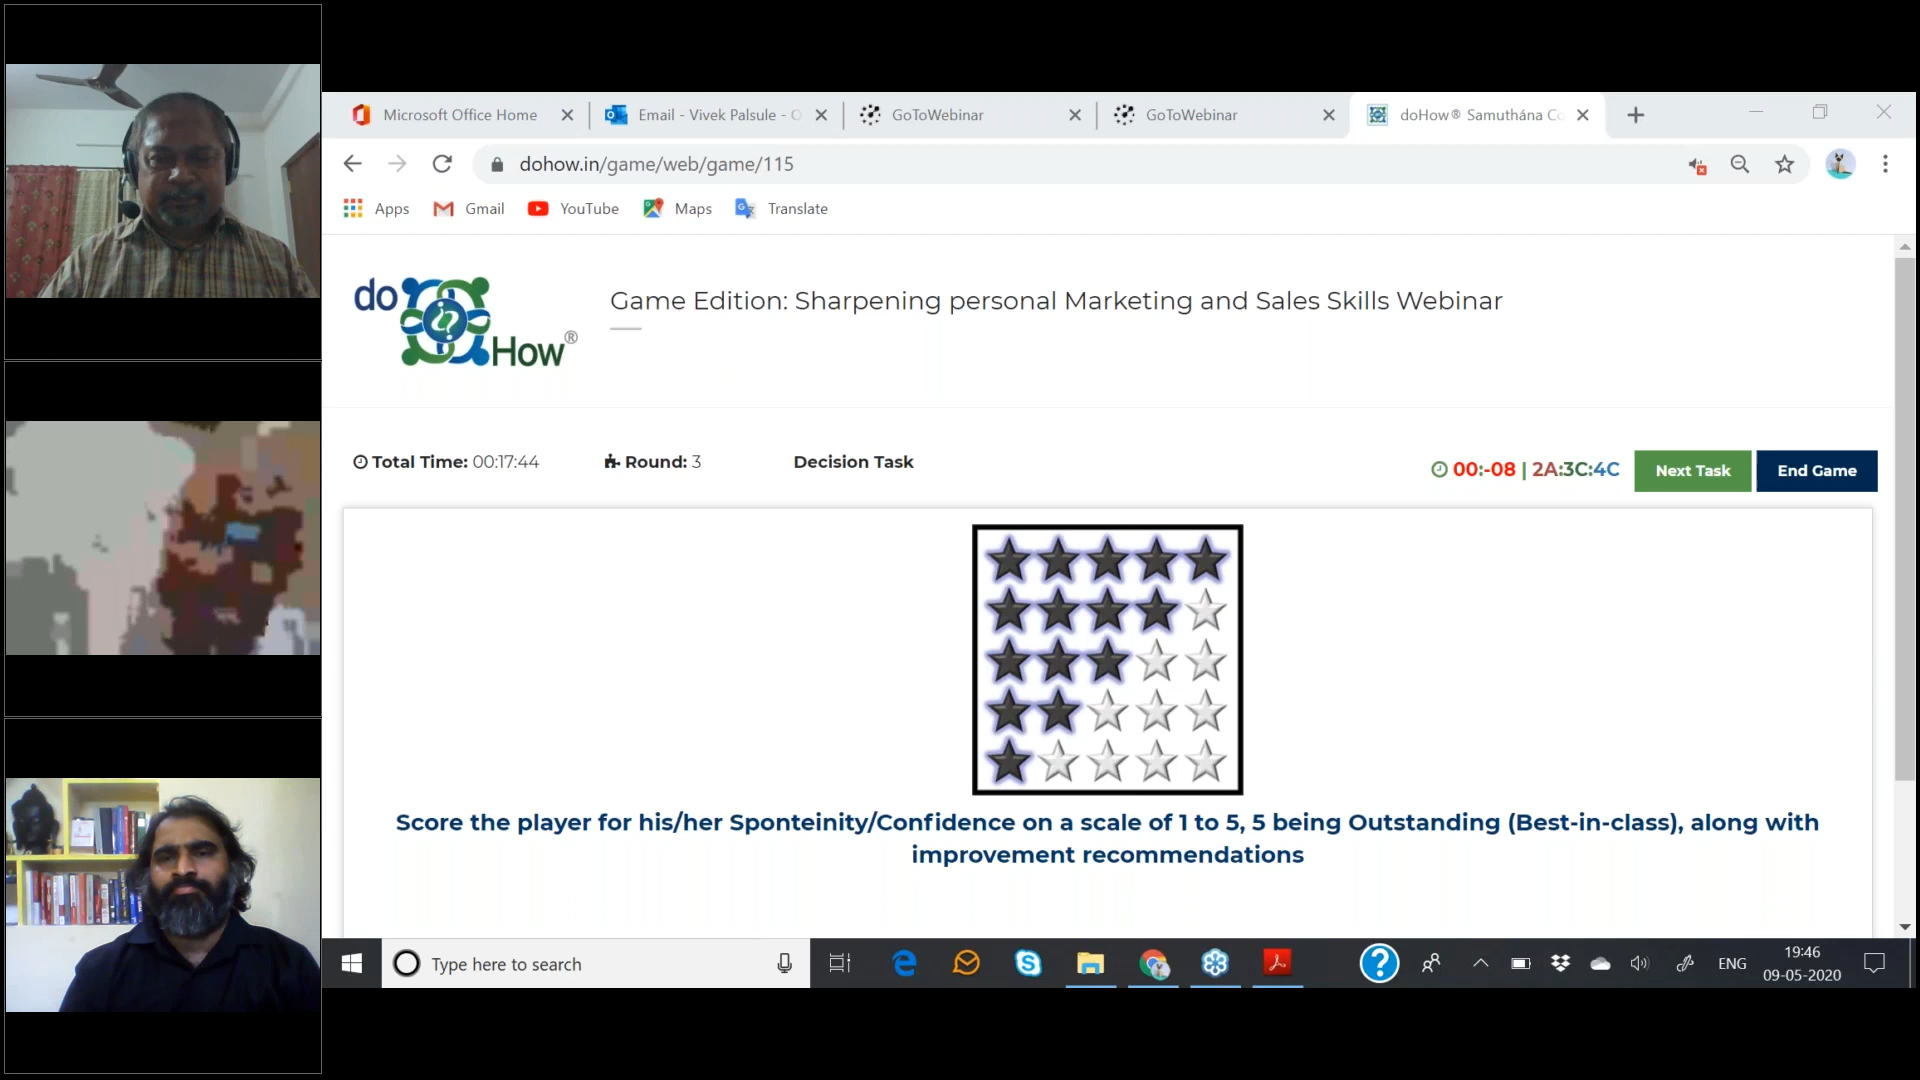 Microsoft Office Home
Email - Vivek Palsule - O
GoToWebinar
GoToWebinar
doHow® Samuthána Co
dohow.in/game/web/game/115
Apps
Gmail
YouTube
Maps
Translate
do How®
Game Edition: Sharpening personal Marketing and Sales Skills Webinar
Total Time: 00:17:44
Round: 3
Decision Task
00:-08 | 2A:3C:4C
Next Task
End Game
Score the player for his/her Sponteinity/Confidence on a scale of 1 to 5, 5 being Outstanding (Best-in-class), along with
improvement recommendations
Type here to search
ENG
19:46
09-05-2020